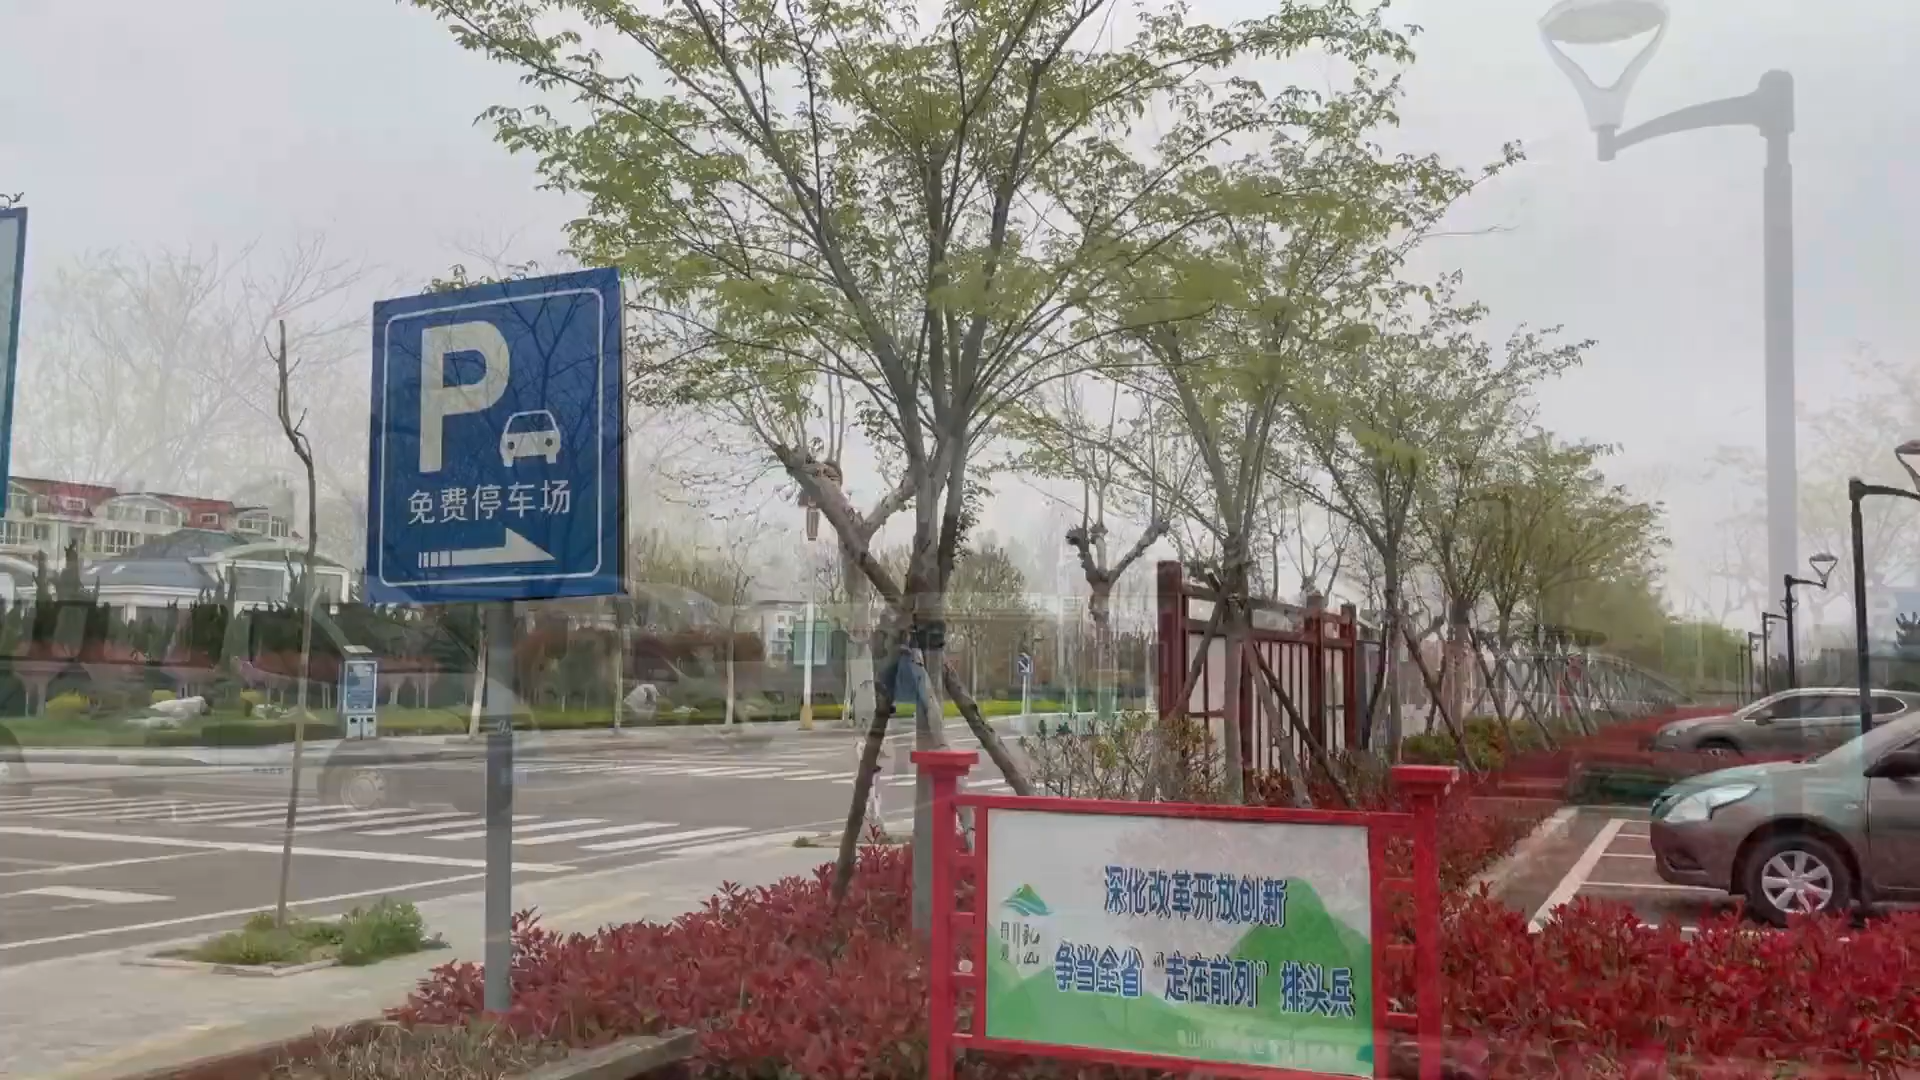 P
免费停车场
深化改革开放创新
争当全省“走在前列”排头兵